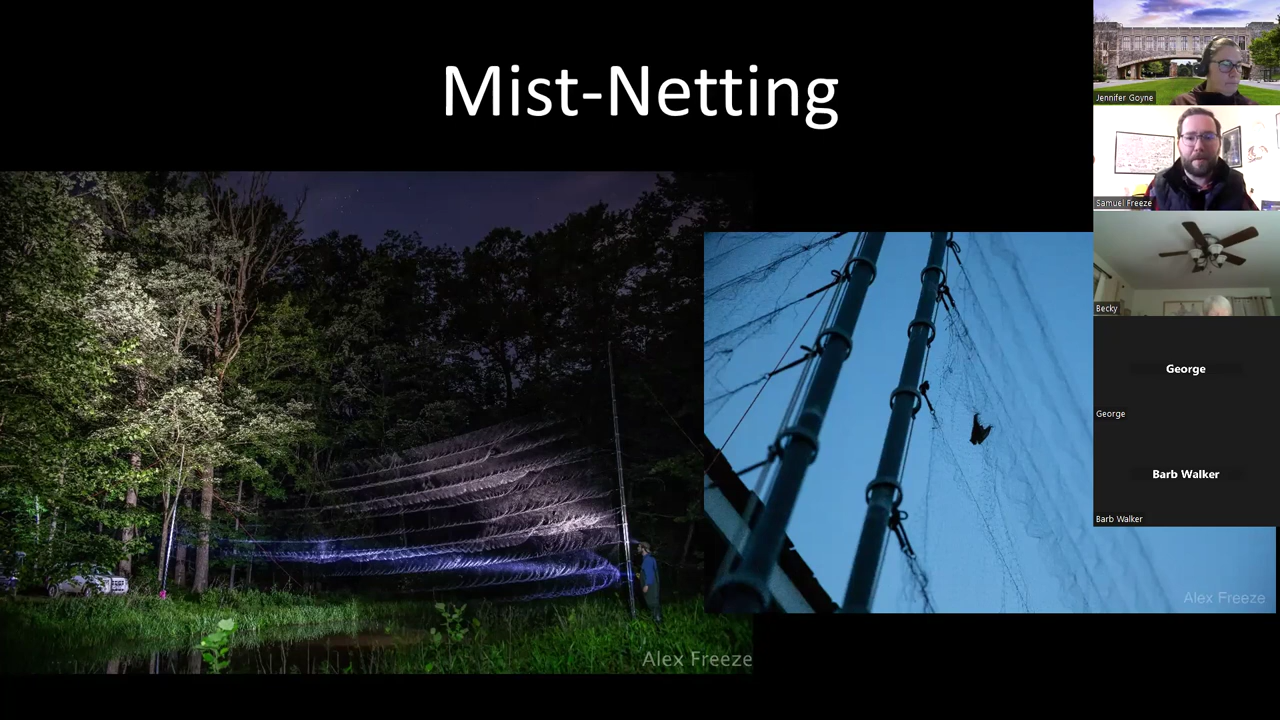 Mist-Netting
Alex Freeze
Alex Freeze
Jennifer Goyne
Samuel Freeze
Becky
George
George
Barb Walker
Barb Walker